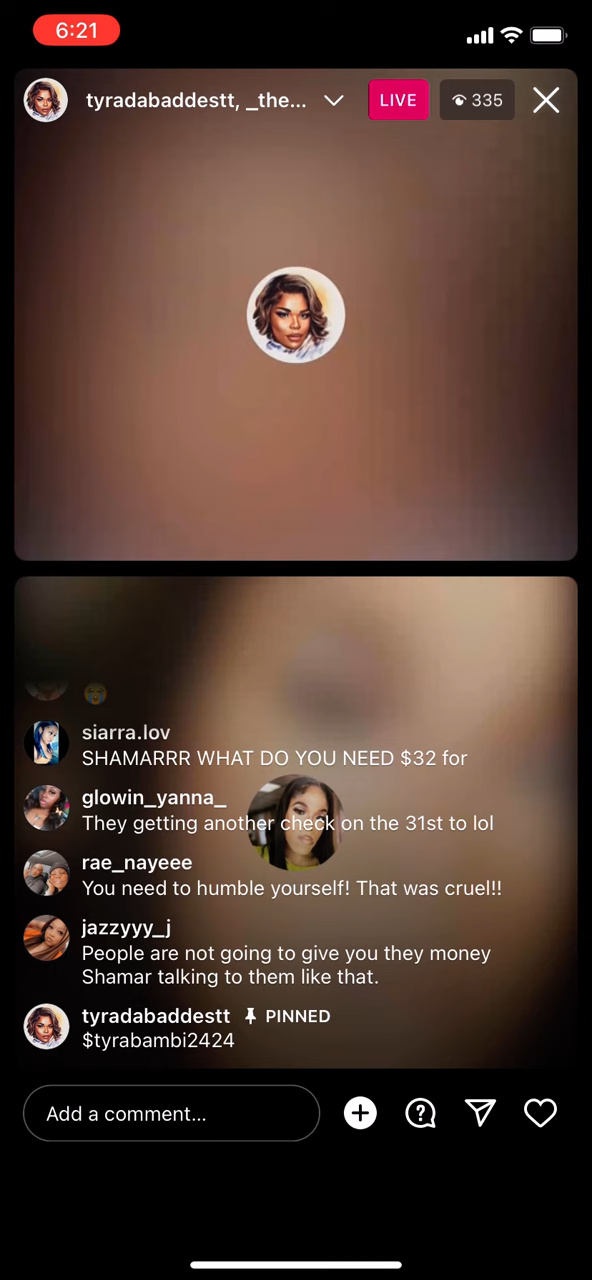 6:21
tyradabaddestt, _the...
LIVE
335
😭
siarra.lov
SHAMARRR WHAT DO YOU NEED $32 for
glowin_yanna_
They getting another check on the 31st to lol
rae_nayeee
You need to humble yourself! That was cruel!!
jazzyyy_j
People are not going to give you they money
Shamar talking to them like that.
tyradabaddestt PINNED
$tyrabambi2424
Add a comment...